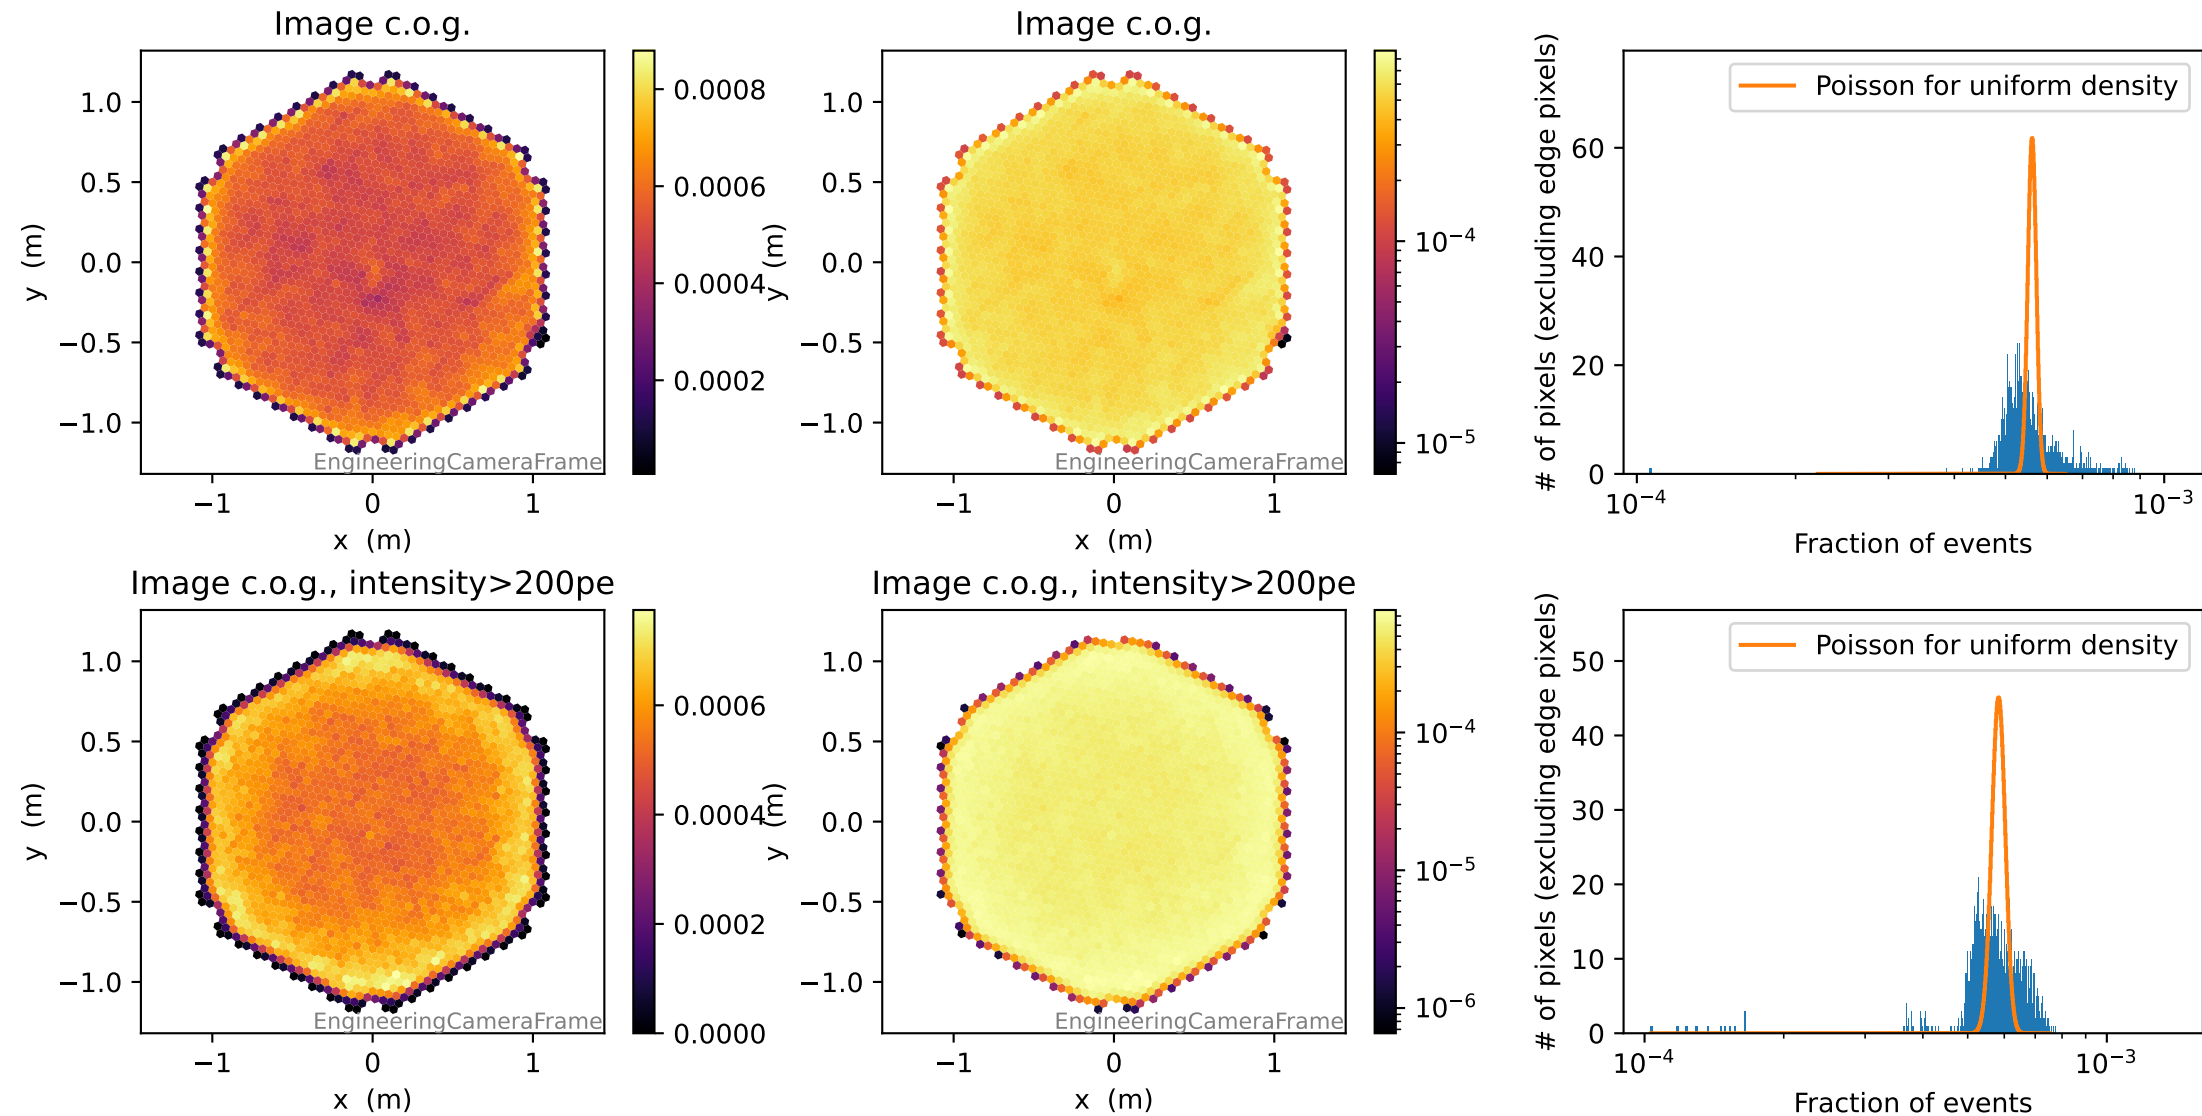 Image c.o.g.
1.0
0.5
0.0
−0.5
−1.0
y (m)
−1
0
1
x (m)
EngineeringCameraFrame
0.0008
0.0006
0.0004
0.0002
Image c.o.g.
1.0
0.5
0.0
−0.5
−1.0
y (m)
−1
0
1
x (m)
EngineeringCameraFrame
10⁻⁴
10⁻⁵
# of pixels (excluding edge pixels)
60
40
20
0
Poisson for uniform density
10⁻⁴
10⁻³
Fraction of events
Image c.o.g., intensity>200pe
1.0
0.5
0.0
−0.5
−1.0
y (m)
−1
0
1
x (m)
EngineeringCameraFrame
0.0006
0.0004
0.0002
0.0000
Image c.o.g., intensity>200pe
1.0
0.5
0.0
−0.5
−1.0
y (m)
−1
0
1
x (m)
EngineeringCameraFrame
10⁻⁴
10⁻⁵
10⁻⁶
# of pixels (excluding edge pixels)
50
40
30
20
10
0
Poisson for uniform density
10⁻⁴
10⁻³
Fraction of events